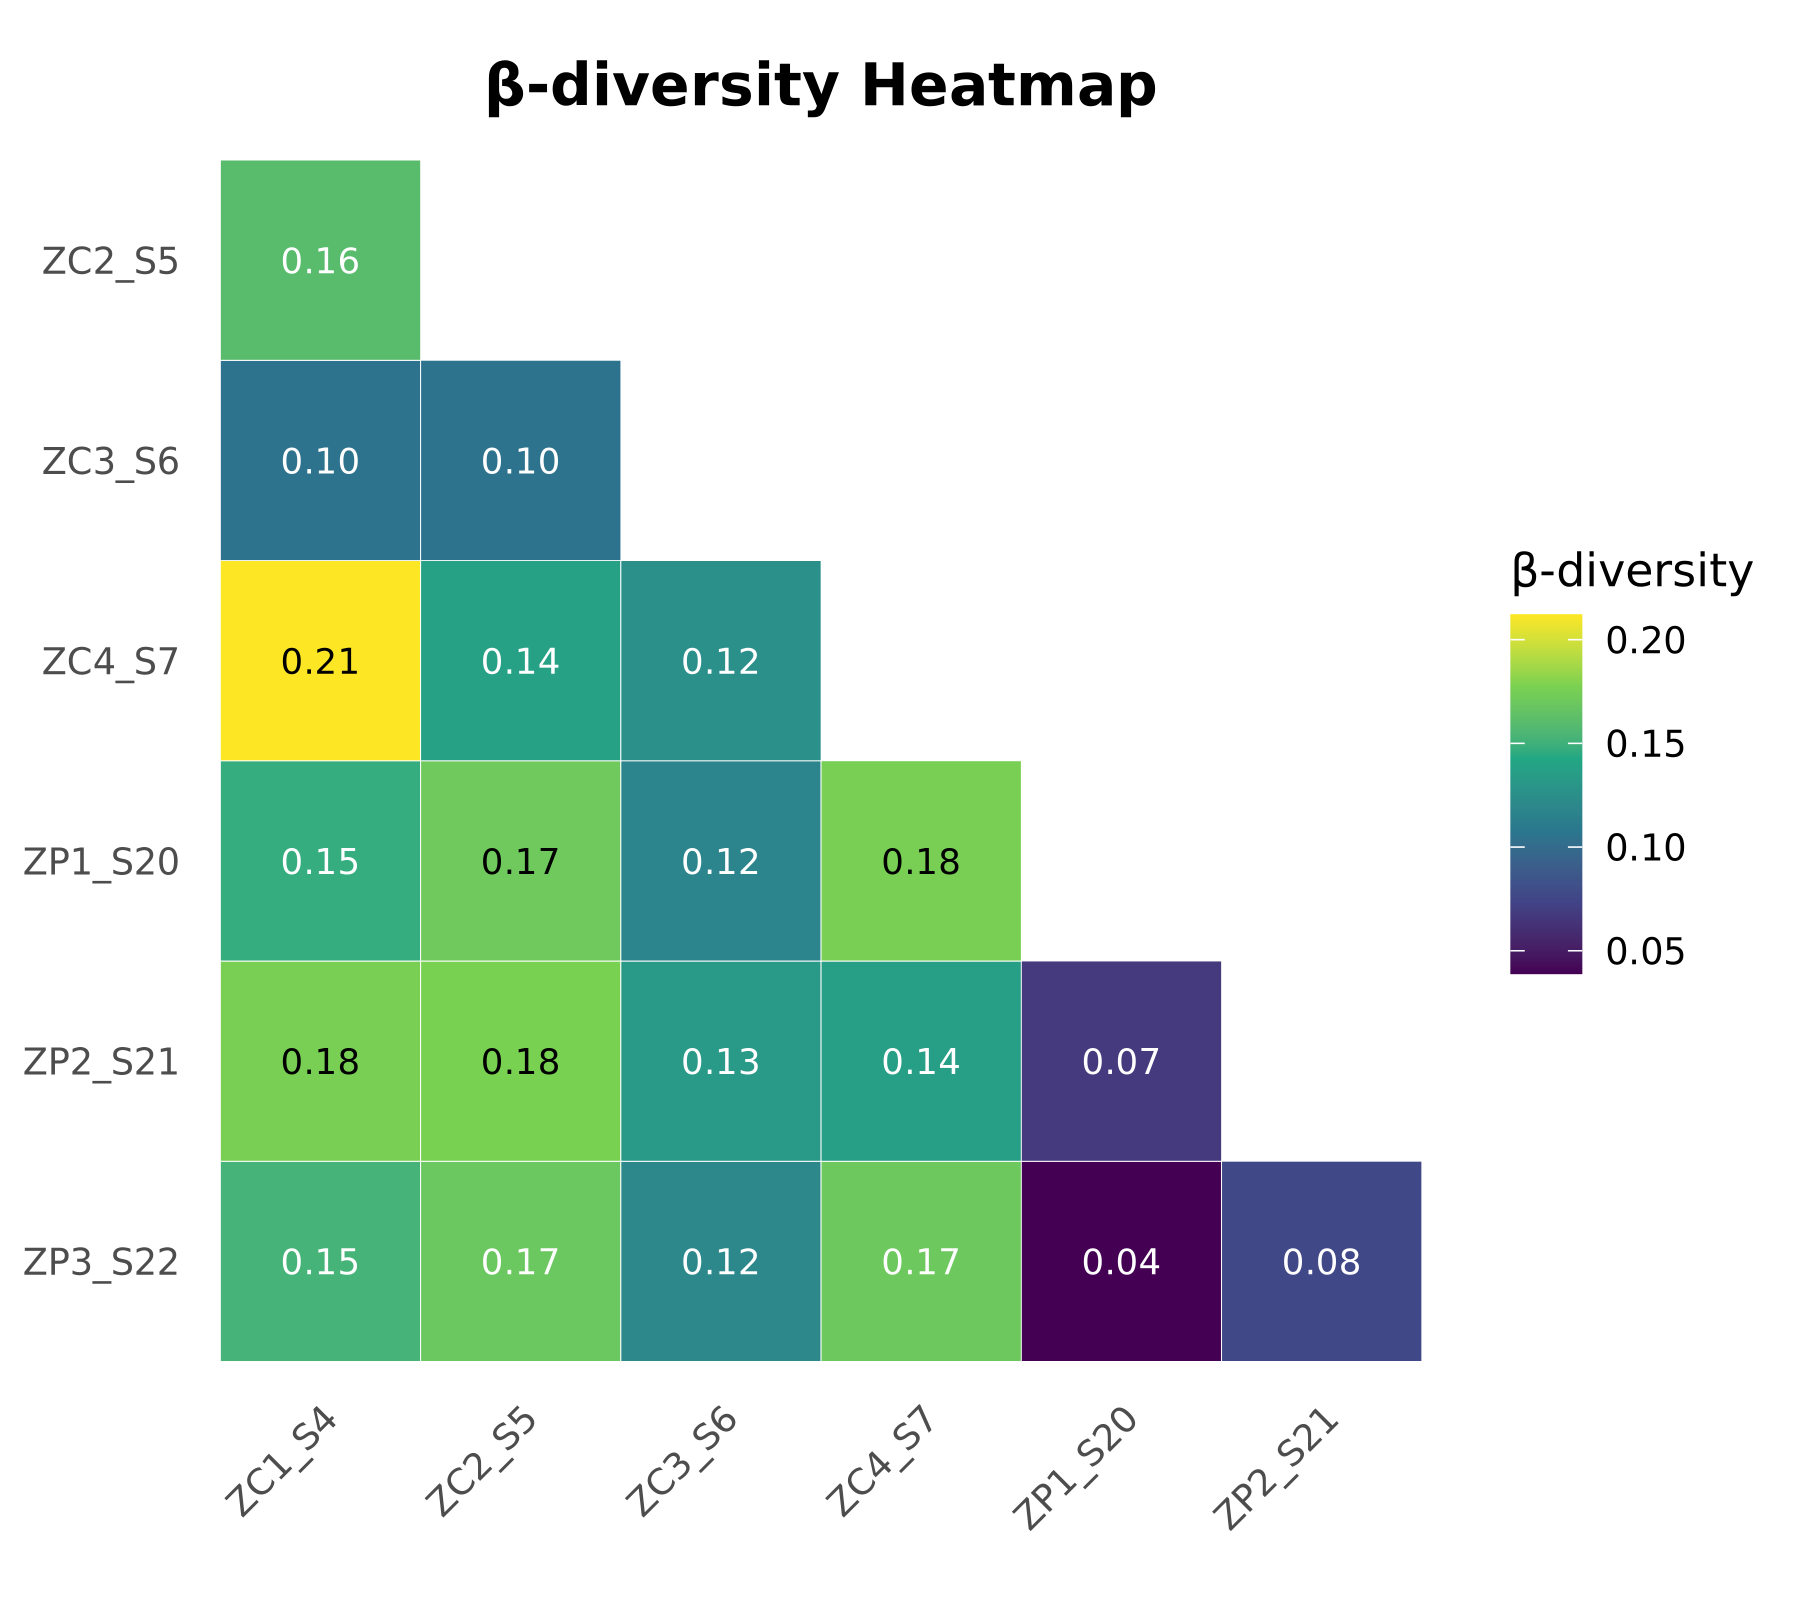 β-diversity Heatmap
ZC2_S5 0.16
ZC3_S6 0.10 0.10
ZC4_S7 0.21 0.14 0.12
ZP1_S20 0.15 0.17 0.12 0.18
ZP2_S21 0.18 0.18 0.13 0.14 0.07
ZP3_S22 0.15 0.17 0.12 0.17 0.04 0.08
ZC1_S4 ZC2_S5 ZC3_S6 ZC4_S7 ZP1_S20 ZP2_S21
β-diversity
0.20
0.15
0.10
0.05